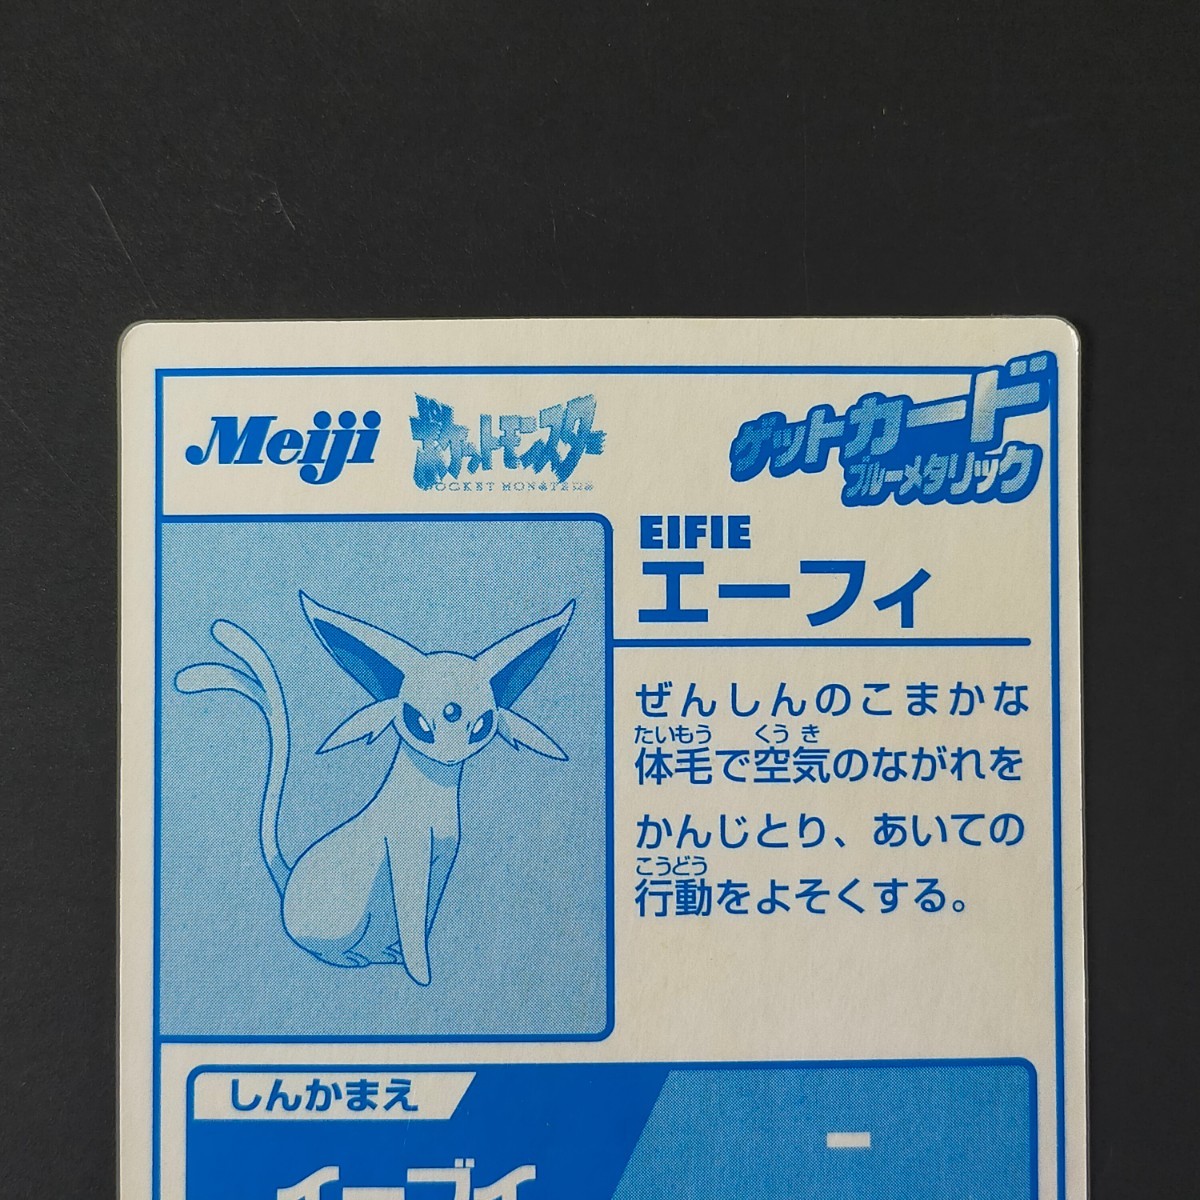 Meiji
ポケットモンスター
POCKET MONSTERS
ゲットカード
ブルーメタリック
EIFIE
エーフィ
ぜんしんのこまかな
たいもう くうき
体毛で空気のながれを
かんじとり、あいての
こうどう
行動をよそくする。
しんかまえ
イーブイ